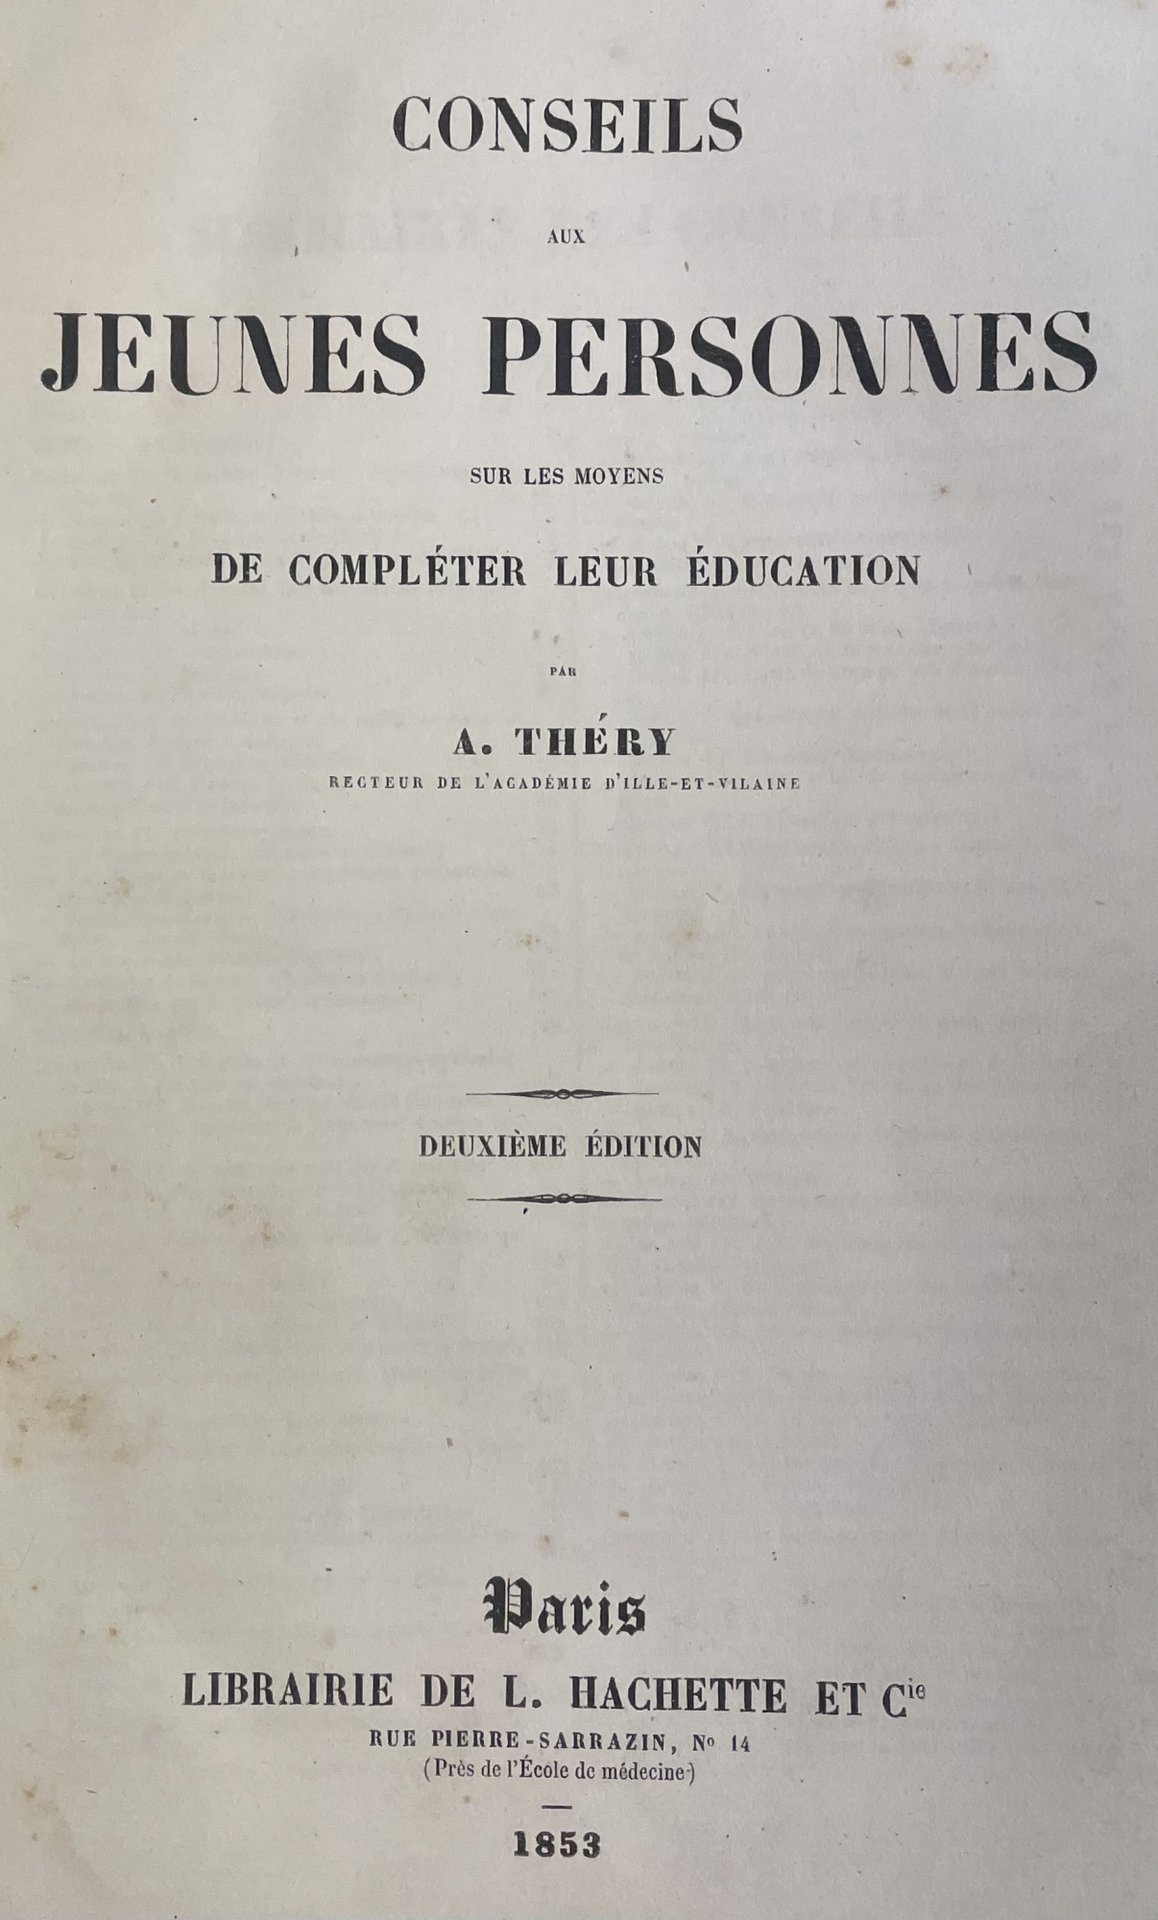 CONSEILS
AUX
JEUNES PERSONNES
SUR LES MOYENS
DE COMPLÉTER LEUR ÉDUCATION
PAR
A. THÉRY
RECTEUR DE L'ACADÉMIE D'ILLE-ET-VILAINE
DEUXIÈME ÉDITION
Paris
LIBRAIRIE DE L. HACHETTE ET Cie
RUE PIERRE-SARRAZIN, No 14
(Près de l'École de médecine)
1853